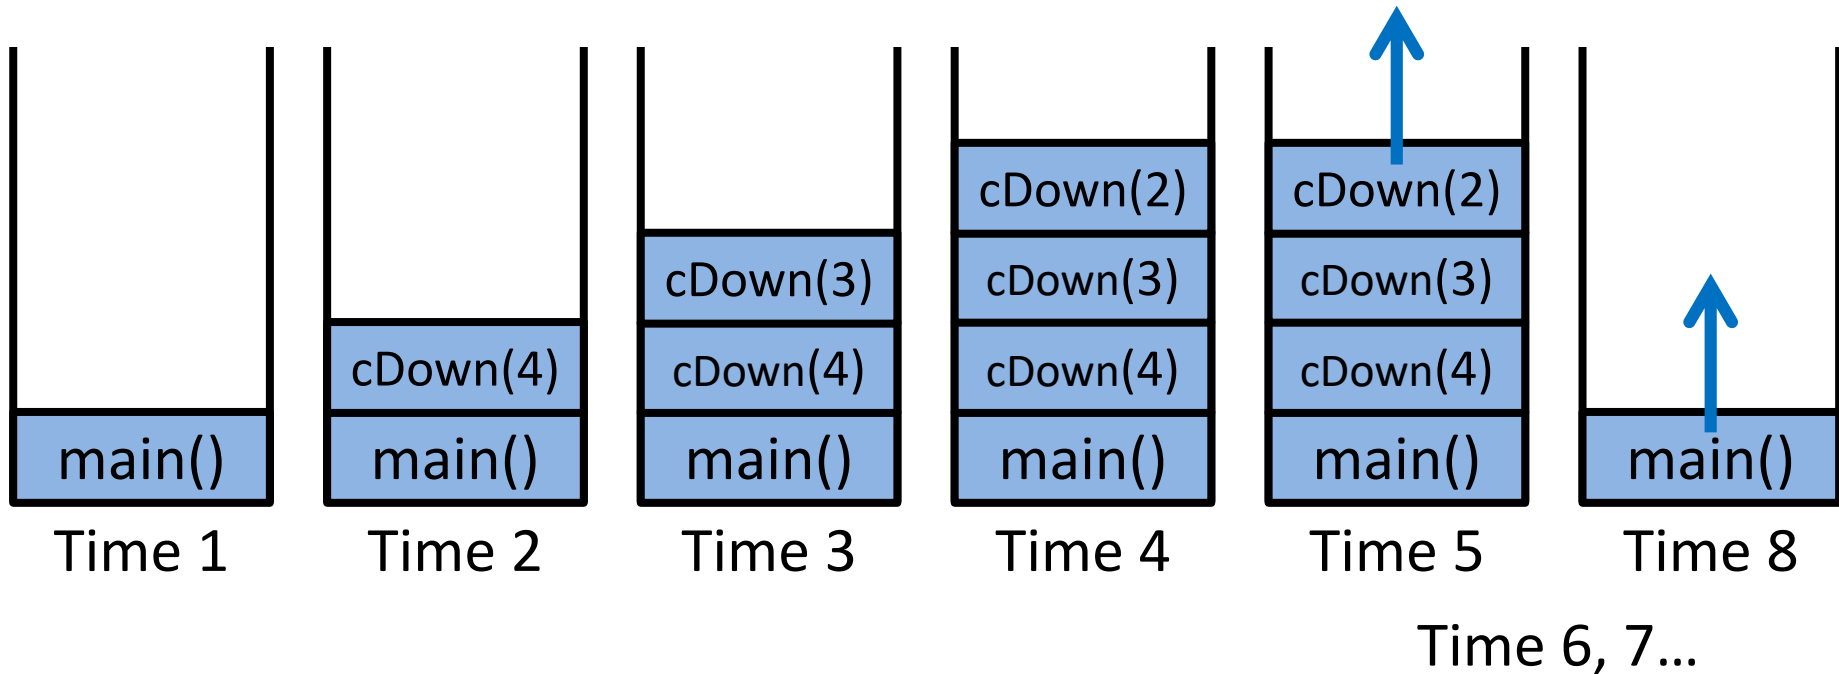 main()
Time 1
cDown(4)
main()
Time 2
cDown(3)
cDown(4)
main()
Time 3
cDown(2)
cDown(3)
cDown(4)
main()
Time 4
cDown(2)
cDown(3)
cDown(4)
main()
Time 5
main()
Time 8
Time 6, 7...